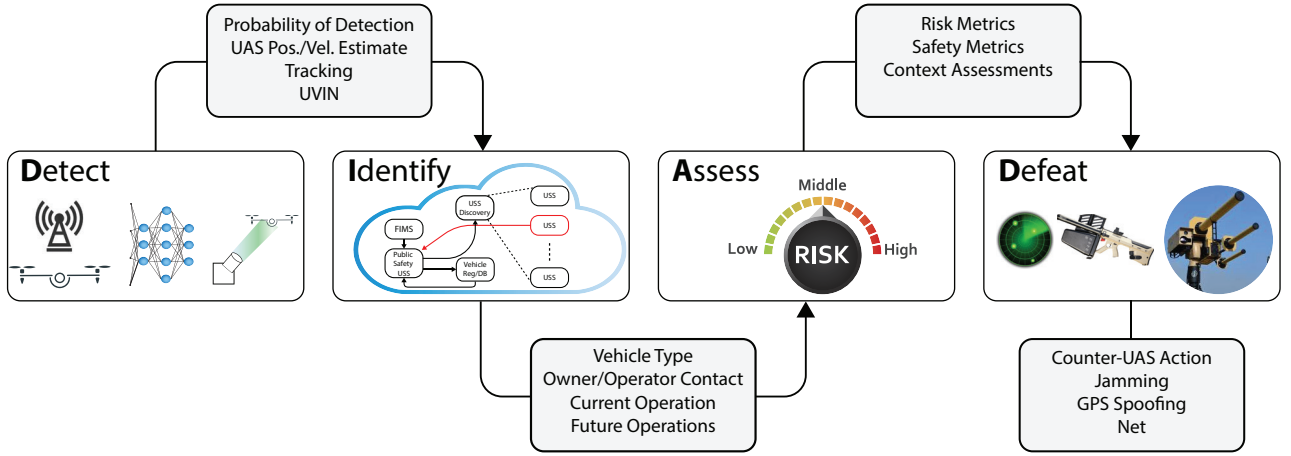 Probability of Detection
UAS Pos./Vel. Estimate
Tracking
UVIN
Risk Metrics
Safety Metrics
Context Assessments
Detect
Identify
USS
Discovery
USS
FIMS
USS
Public
Safety
USS
Vehicle
Reg/DB
USS
Assess
Middle
Low
High
RISK
Defeat
Vehicle Type
Owner/Operator Contact
Current Operation
Future Operations
Counter-UAS Action
Jamming
GPS Spoofing
Net